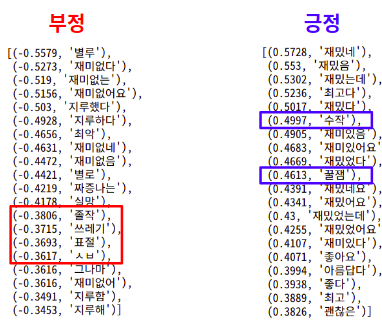 부정
[(-0.5579, '별루'),
(-0.5273, '재미없다'),
(-0.519, '재미없는'),
(-0.5156, '재미없어요'),
(-0.503, '지루했다'),
(-0.4928, '지루하다'),
(-0.4656, '최악'),
(-0.4631, '재미없네'),
(-0.4472, '재미없음'),
(-0.4421, '별로'),
(-0.4219, '짜증나는'),
(-0.4178, '실망'),
(-0.3806, '졸작'),
(-0.3715, '쓰레기'),
(-0.3693, '표절'),
(-0.3617, 'ㅅㅂ'),
(-0.3616, '그나마'),
(-0.3616, '재미없어'),
(-0.3491, '지루함'),
(-0.3453, '지루해')]
긍정
[(0.5728, '재밌네'),
(0.553, '재밌음'),
(0.5302, '재밌는데'),
(0.5236, '최고다'),
(0.5017, '재밌다'),
(0.4997, '수작'),
(0.4905, '재미있음'),
(0.4683, '재미있어요'),
(0.4669, '재밌었다'),
(0.4613, '꿀잼'),
(0.4391, '재밌네요'),
(0.4341, '재밌어요'),
(0.43, '재밌었는데'),
(0.4255, '재밌었어요'),
(0.4107, '재미있다'),
(0.4071, '좋아요'),
(0.3994, '아름답다'),
(0.3938, '좋다'),
(0.3889, '최고'),
(0.3826, '괜찮은')]